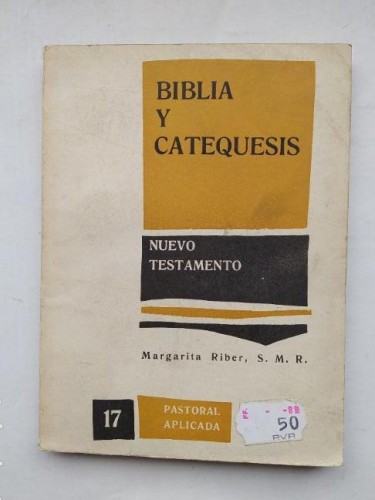 BIBLIA
Y
CATEQUESIS
NUEVO
TESTAMENTO
Margarita Riber, S. M. R.
17
PASTORAL
APLICADA
50
PVP